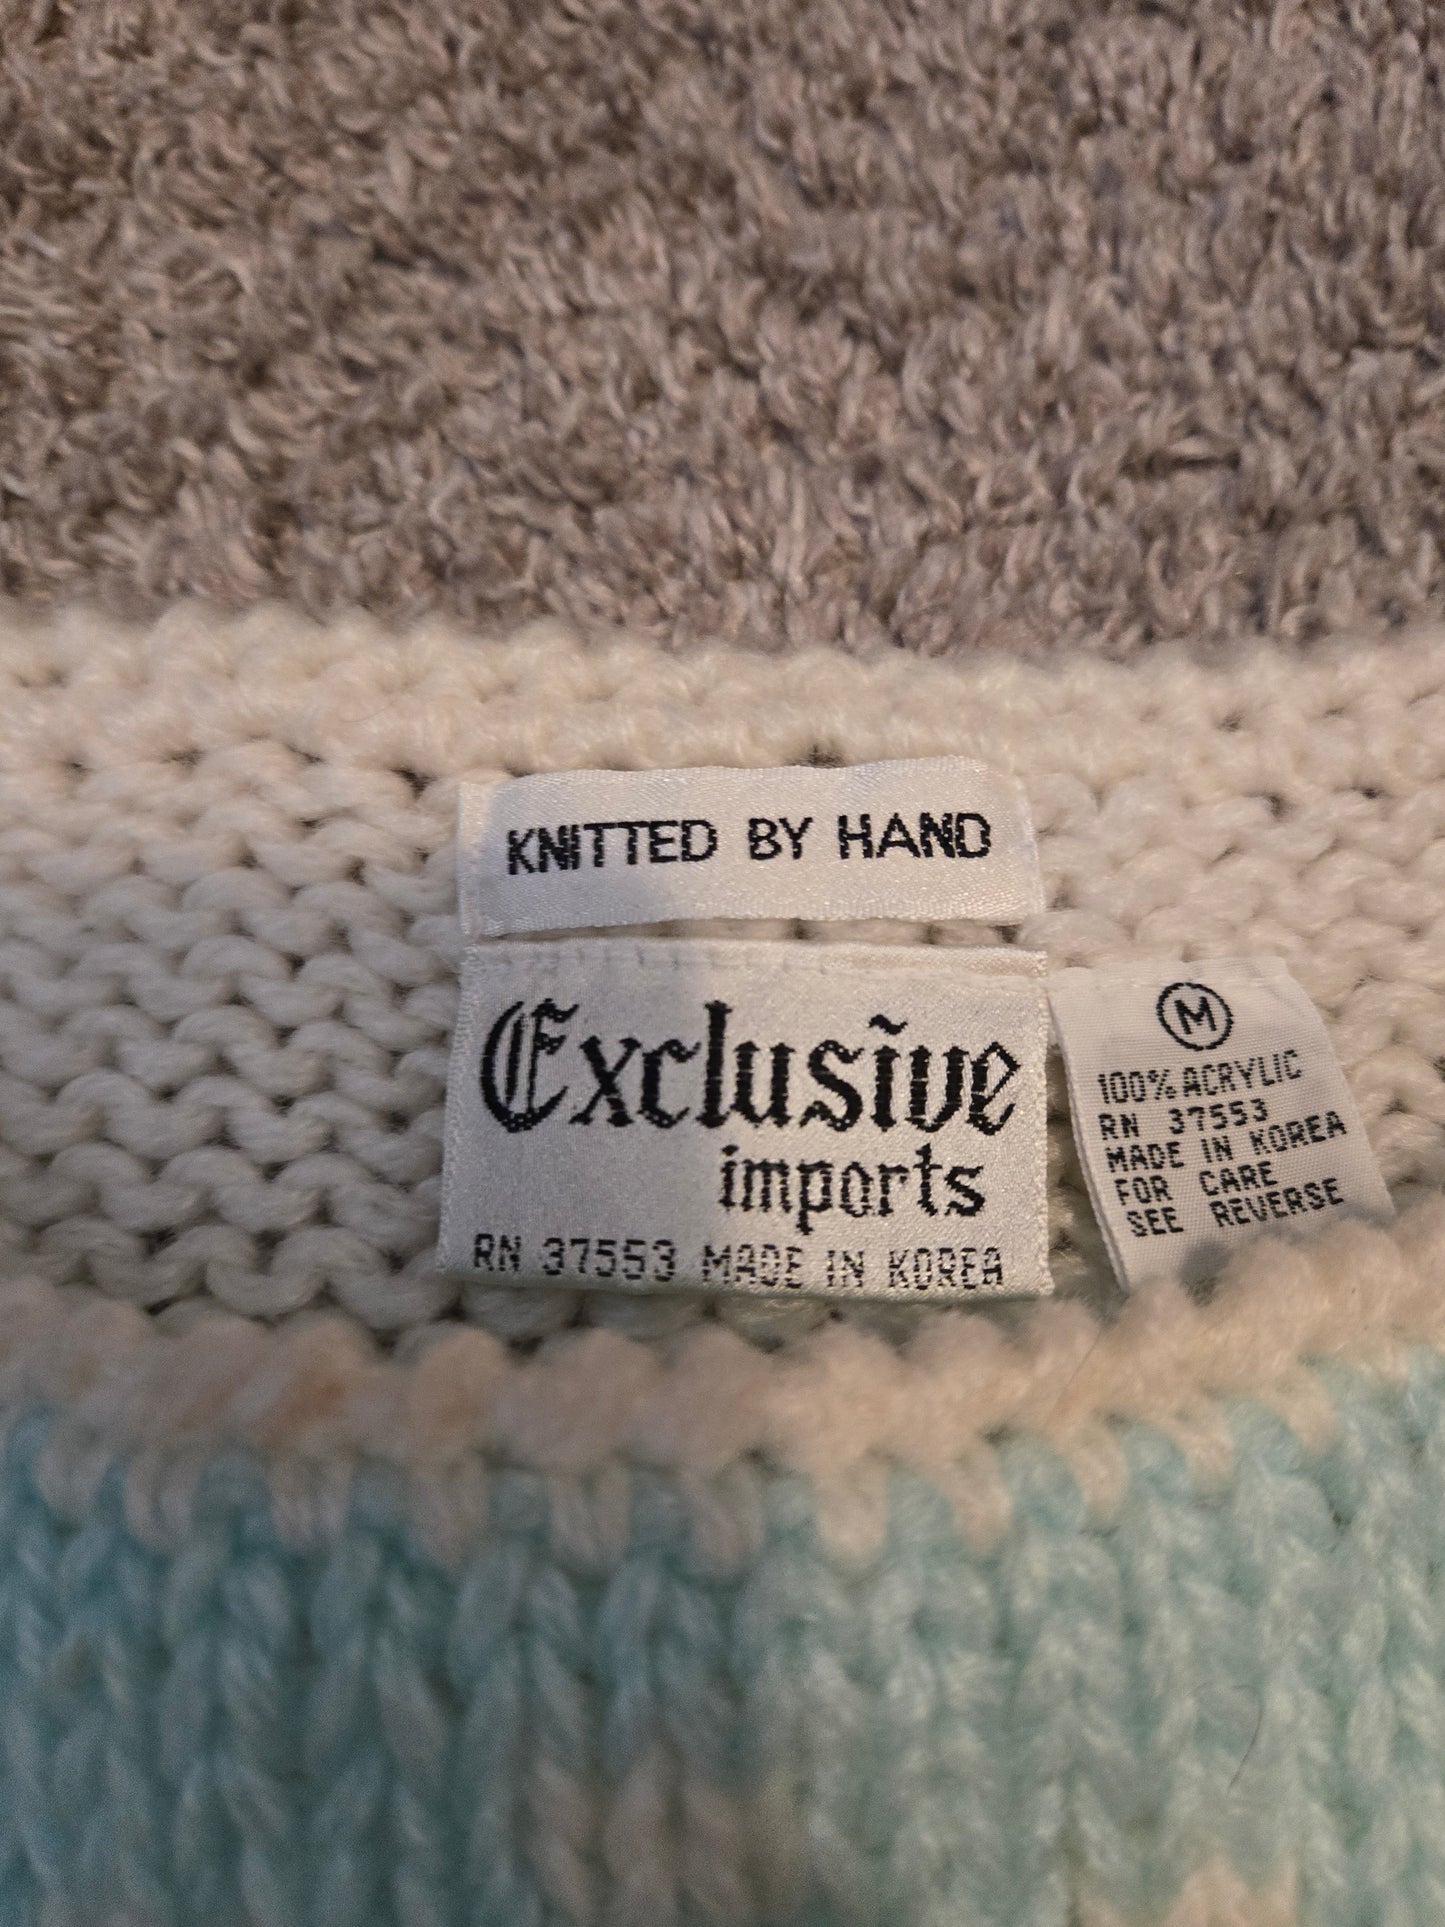 KNITTED BY HAND
Exclusive
imports
RN 37553 MADE IN KOREA
M
100% ACRYLIC
RN 37553
MADE IN KOREA
FOR CARE
SEE REVERSE